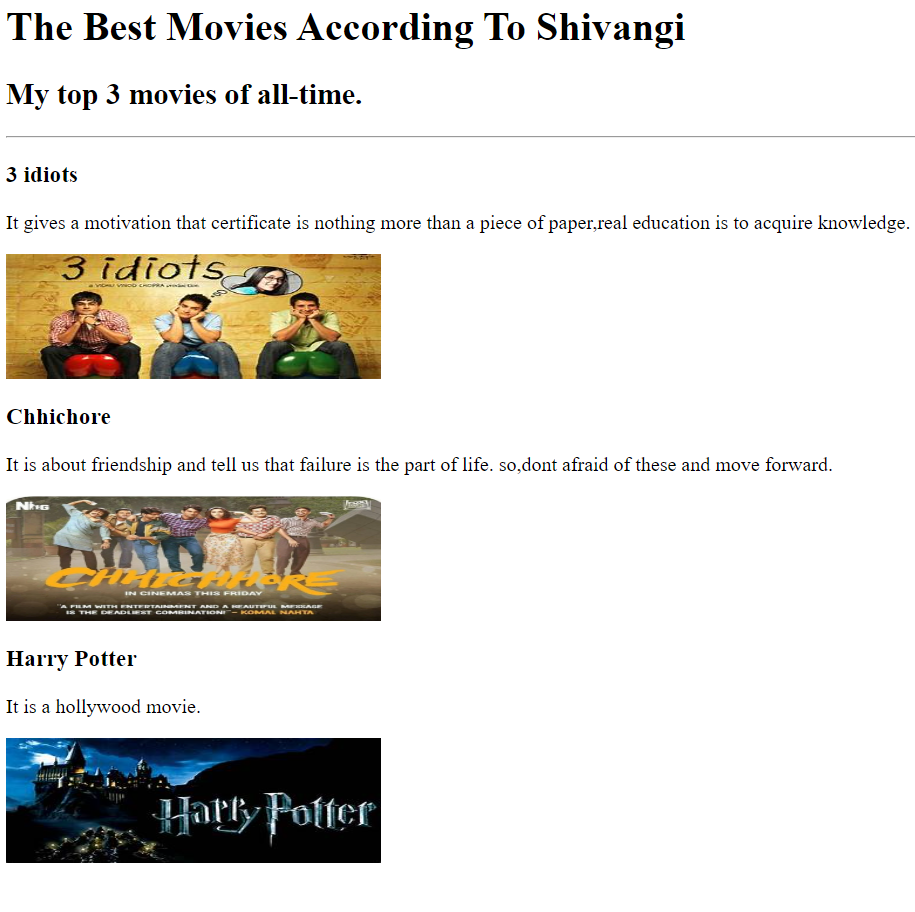 The Best Movies According To Shivangi
My top 3 movies of all-time.
3 idiots
It gives a motivation that certificate is nothing more than a piece of paper,real education is to acquire knowledge.
3 idiots
a VIDHU VINOD CHOPRA production
Chhichore
It is about friendship and tell us that failure is the part of life. so,dont afraid of these and move forward.
CHHICHHORE
IN CINEMAS THIS FRIDAY
"A FILM WITH ENTERTAINMENT AND A BEAUTIFUL MESSAGE
IS THE DEADLIEST COMBINATION!" – KOMAL NAHTA
Harry Potter
It is a hollywood movie.
Harry Potter